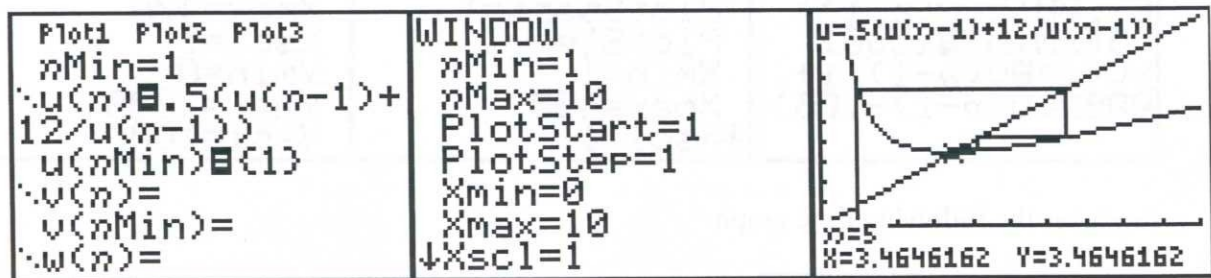 Plot1 Plot2 Plot3
nMin=1
u(n)=.5(u(n-1)+
12/u(n-1))
u(nMin)={1}
v(n)=
v(nMin)=
w(n)=
WINDOW
nMin=1
nMax=10
PlotStart=1
PlotStep=1
Xmin=0
Xmax=10
↓Xscl=1
u=.5(u(n-1)+12/u(n-1))
n=5
X=3.4646162 Y=3.4646162